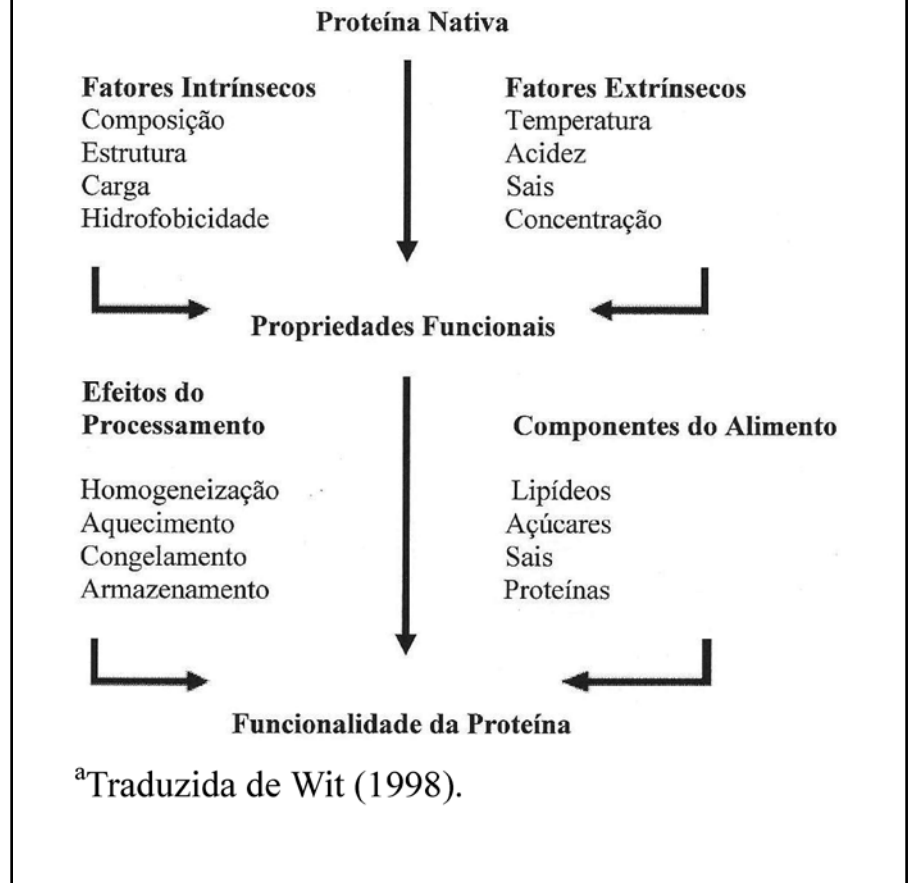 Proteína Nativa
Fatores Intrínsecos
Composição
Estrutura
Carga
Hidrofobicidade
Fatores Extrínsecos
Temperatura
Acidez
Sais
Concentração
Propriedades Funcionais
Efeitos do
Processamento
Homogeneização
Aquecimento
Congelamento
Armazenamento
Componentes do Alimento
Lipídeos
Açúcares
Sais
Proteínas
Funcionalidade da Proteína
aTraduzida de Wit (1998).